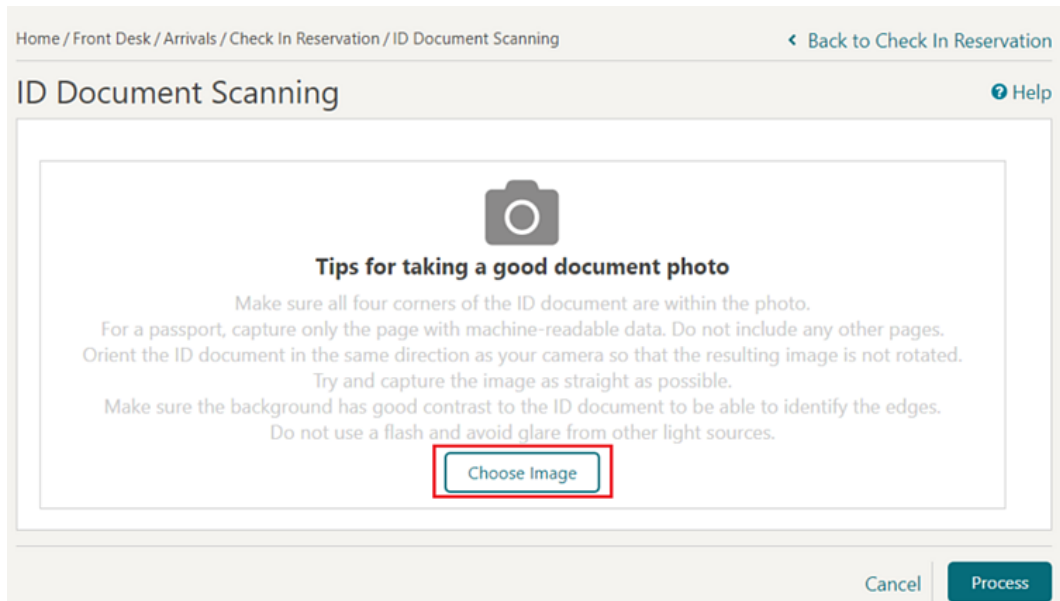 Home / Front Desk / Arrivals / Check In Reservation / ID Document Scanning
Back to Check In Reservation
ID Document Scanning
Help
Tips for taking a good document photo
Make sure all four corners of the ID document are within the photo.
For a passport, capture only the page with machine-readable data. Do not include any other pages.
Orient the ID document in the same direction as your camera so that the resulting image is not rotated.
Try and capture the image as straight as possible.
Make sure the background has good contrast to the ID document to be able to identify the edges.
Do not use a flash and avoid glare from other light sources.
Choose Image
Cancel
Process